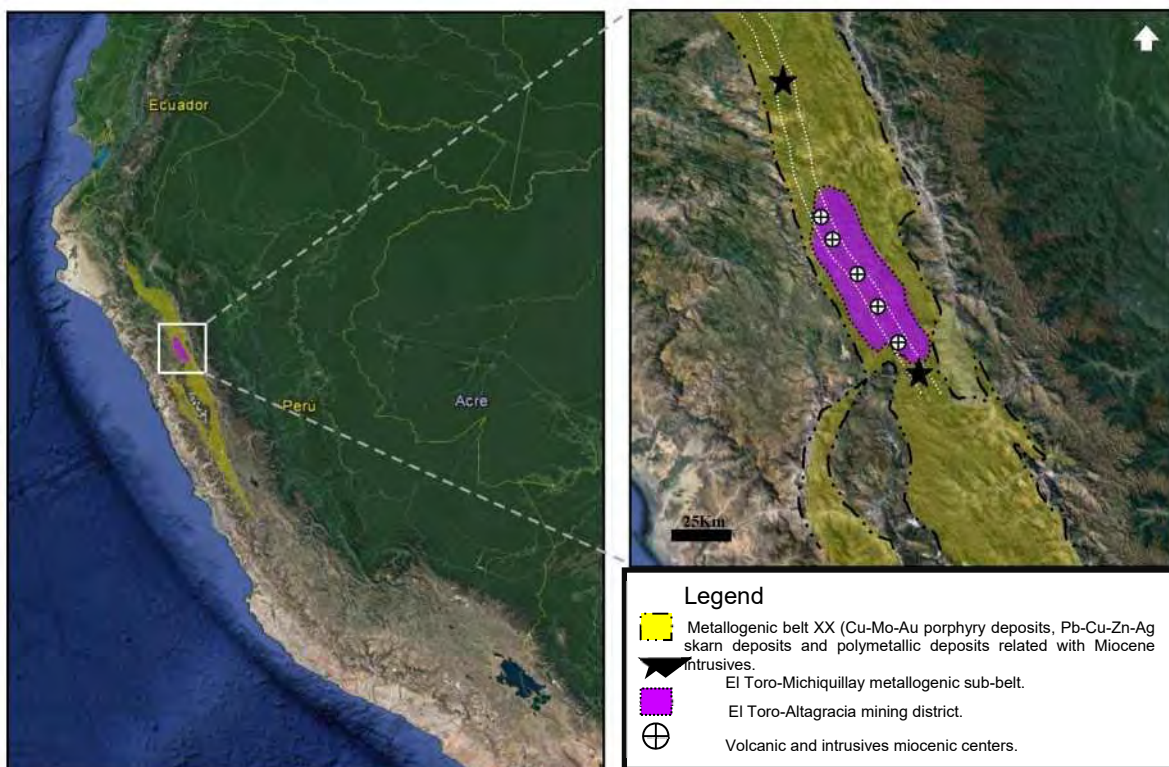 Ecuador
Perú
Acre
25Km
Legend
Metallogenic belt XX (Cu-Mo-Au porphyry deposits, Pb-Cu-Zn-Ag
skarn deposits and polymetallic deposits related with Miocene
intrusives.
El Toro-Michiquillay metallogenic sub-belt.
El Toro-Altagracia mining district.
Volcanic and intrusives miocenic centers.